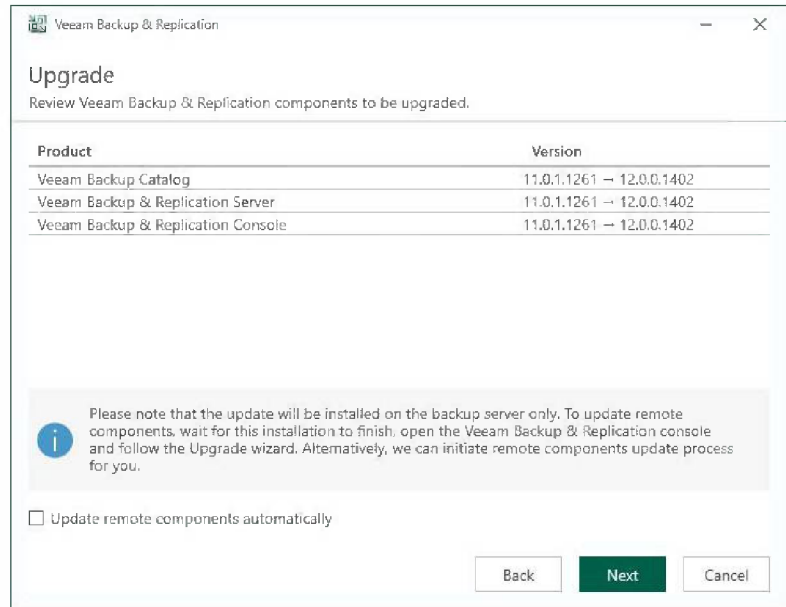 Veeam Backup & Replication
Upgrade
Review Veeam Backup & Replication components to be upgraded.
Product Version
Veeam Backup Catalog 11.0.1.1261 → 12.0.0.1402
Veeam Backup & Replication Server 11.0.1.1261 → 12.0.0.1402
Veeam Backup & Replication Console 11.0.1.1261 → 12.0.0.1402
Please note that the update will be installed on the backup server only. To update remote
components, wait for this installation to finish, open the Veeam Backup & Replication console
and follow the Upgrade wizard. Alternatively, we can initiate remote components update process
for you.
Update remote components automatically
Back Next Cancel